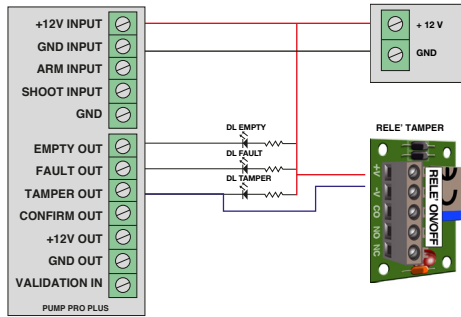 +12V INPUT
GND INPUT
ARM INPUT
SHOOT INPUT
GND
EMPTY OUT
FAULT OUT
TAMPER OUT
CONFIRM OUT
+12V OUT
GND OUT
VALIDATION IN
PUMP PRO PLUS
DL EMPTY
DL FAULT
DL TAMPER
+ 12 V
GND
RELE' TAMPER
+V
-V
CO
NO
NC
RELE' ON/OFF